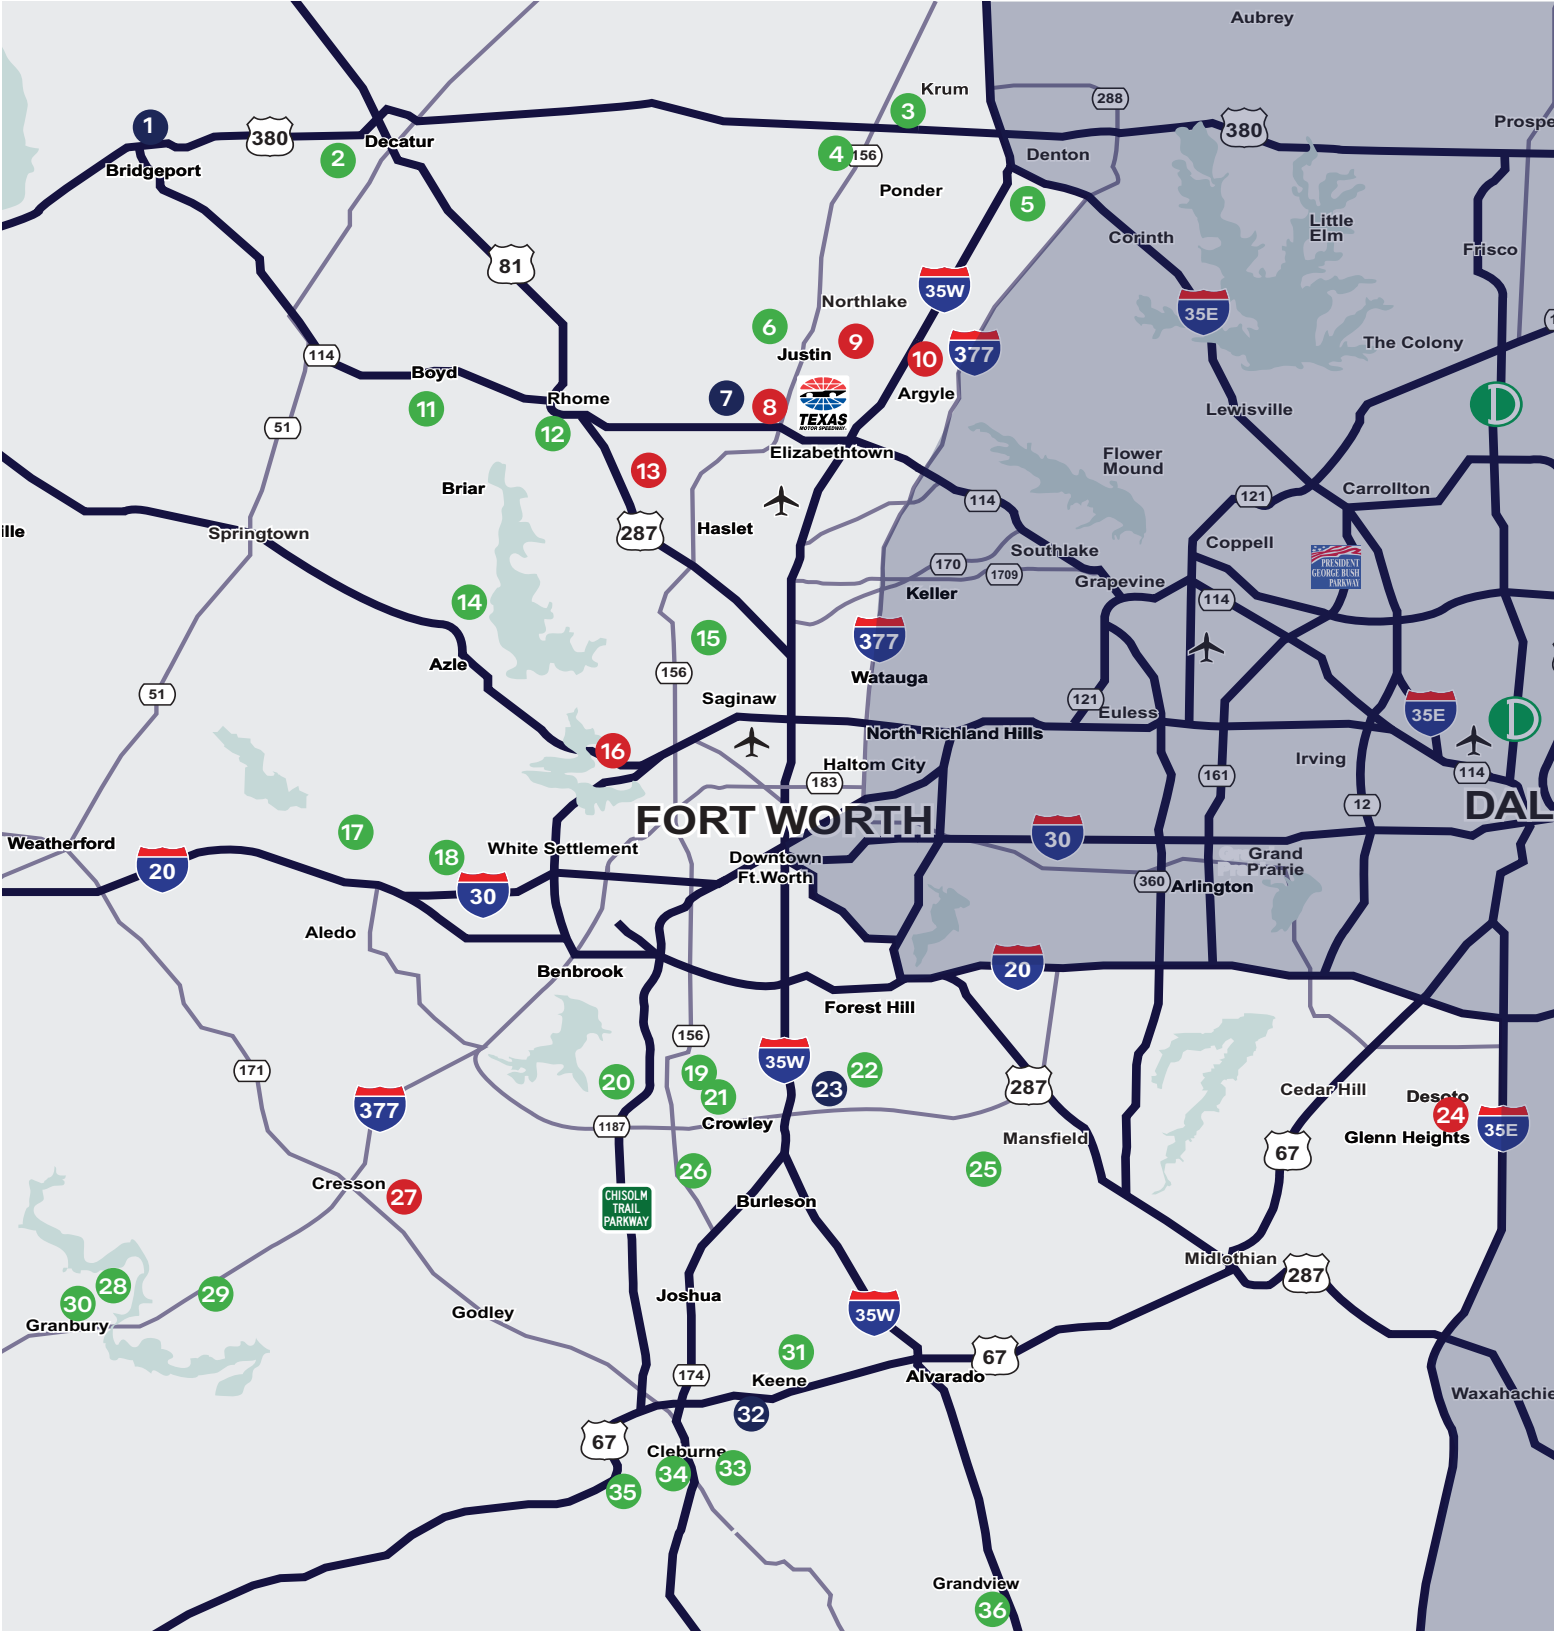 Aubrey
Krum
3
288
1
380
Decatur
380
Prospe
2
4
156
Denton
Bridgeport
Ponder
5
Little
Elm
Corinth
Frisco
81
35W
Northlake
35E
6
9
Justin
10
377
The Colony
114
Boyd
Argyle
7
8
Rhome
TEXAS
MOTOR SPEEDWAY
11
Lewisville
D
51
12
Elizabethtown
Flower
Mound
13
Briar
114
121
Carrollton
ille
Springtown
287
Haslet
Coppell
Southlake
PRESIDENT
GEORGE BUSH
PARKWAY
170
1709
Grapevine
14
Keller
114
15
377
Azle
156
Watauga
51
Saginaw
121
Euless
35E
D
16
North Richland Hills
Haltom City
Irving
183
161
114
FORT WORTH
12
DAL
17
30
Weatherford
18
White Settlement
Downtown
Ft.Worth
Grand
Prairie
20
30
360
Arlington
Aledo
Benbrook
20
Forest Hill
156
35W
171
20
19
22
23
21
287
Cedar Hill
Desoto
24
377
1187
Crowley
Mansfield
Glenn Heights
35E
67
26
25
Cresson
27
CHISOLM
TRAIL
PARKWAY
Burleson
Midlothian
287
28
29
30
Joshua
Granbury
Godley
35W
31
67
174
Keene
Alvarado
Waxahachie
32
67
Cleburne
34
33
35
Grandview
36